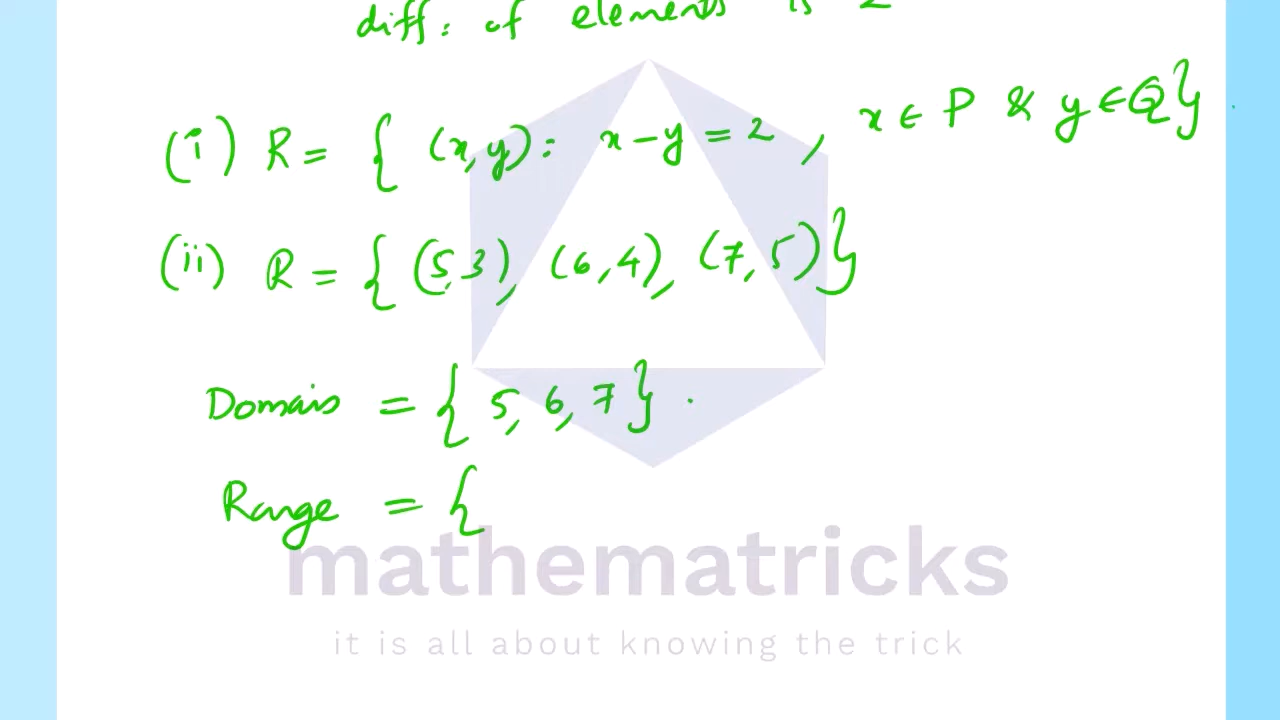 diff. of elements is 2
(i) R = { (x,y): x-y = 2 , x ∈ P & y ∈ Q}
(ii) R = { (5,3), (6,4), (7,5)}
Domain = { 5, 6, 7} .
Range = {
mathematricks
it is all about knowing the trick